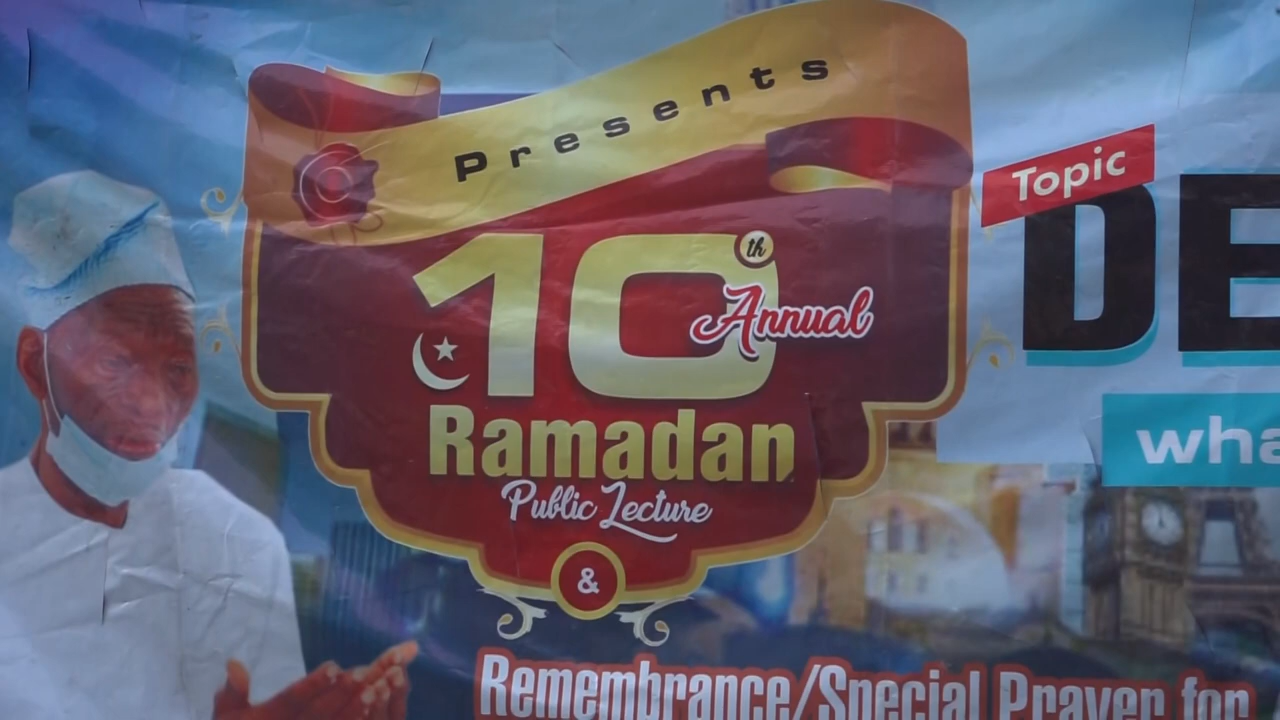 Presents
10th
Annual
Ramadan
Public Lecture
&
Remembrance/Special Prayer for
Topic
DE
wha